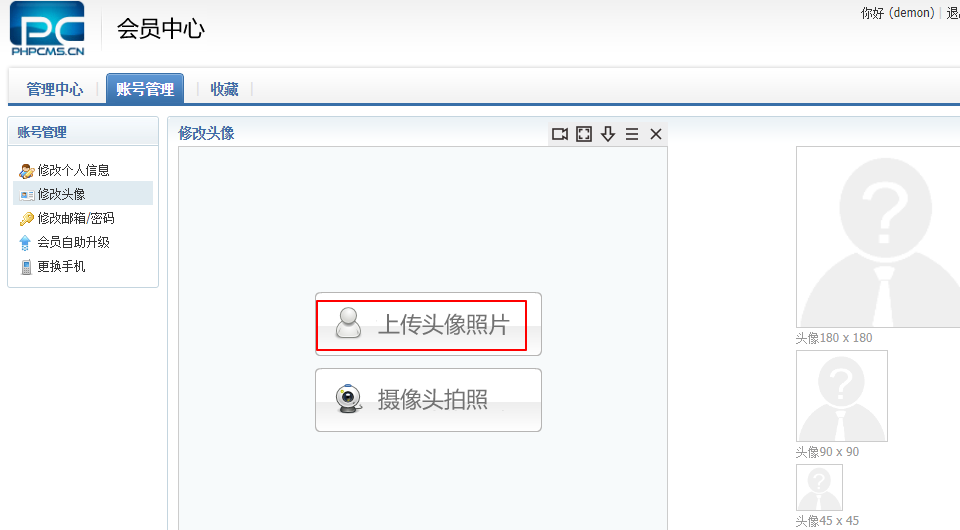 PC
PHPCMS.CN
会员中心
你好 (demon) | 退
管理中心
账号管理
收藏
账号管理
修改个人信息
修改头像
修改邮箱/密码
会员自助升级
更换手机
修改头像
上传头像照片
摄像头拍照
头像180 x 180
头像90 x 90
头像45 x 45